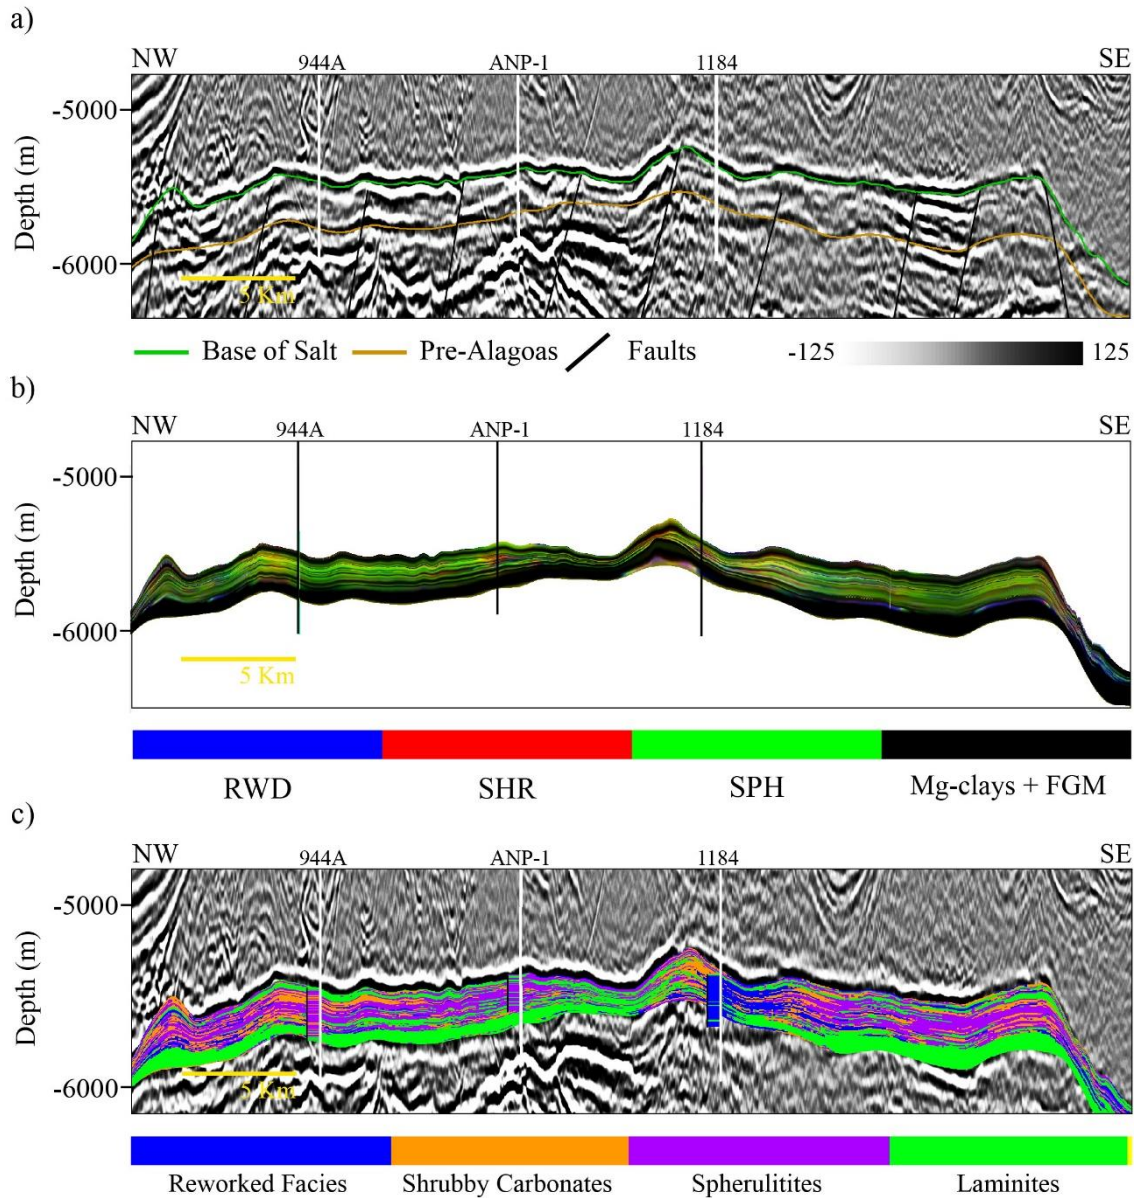 a)
NW 944A ANP-1 1184 SE
-5000
Depth (m)
-6000
5 Km
Base of Salt Pre-Alagoas Faults -125 125
b)
NW 944A ANP-1 1184 SE
-5000
Depth (m)
-6000
5 Km
RWD SHR SPH Mg-clays + FGM
c)
NW 944A ANP-1 1184 SE
-5000
Depth (m)
-6000
5 Km
Reworked Facies Shrubby Carbonates Spherulitites Laminites